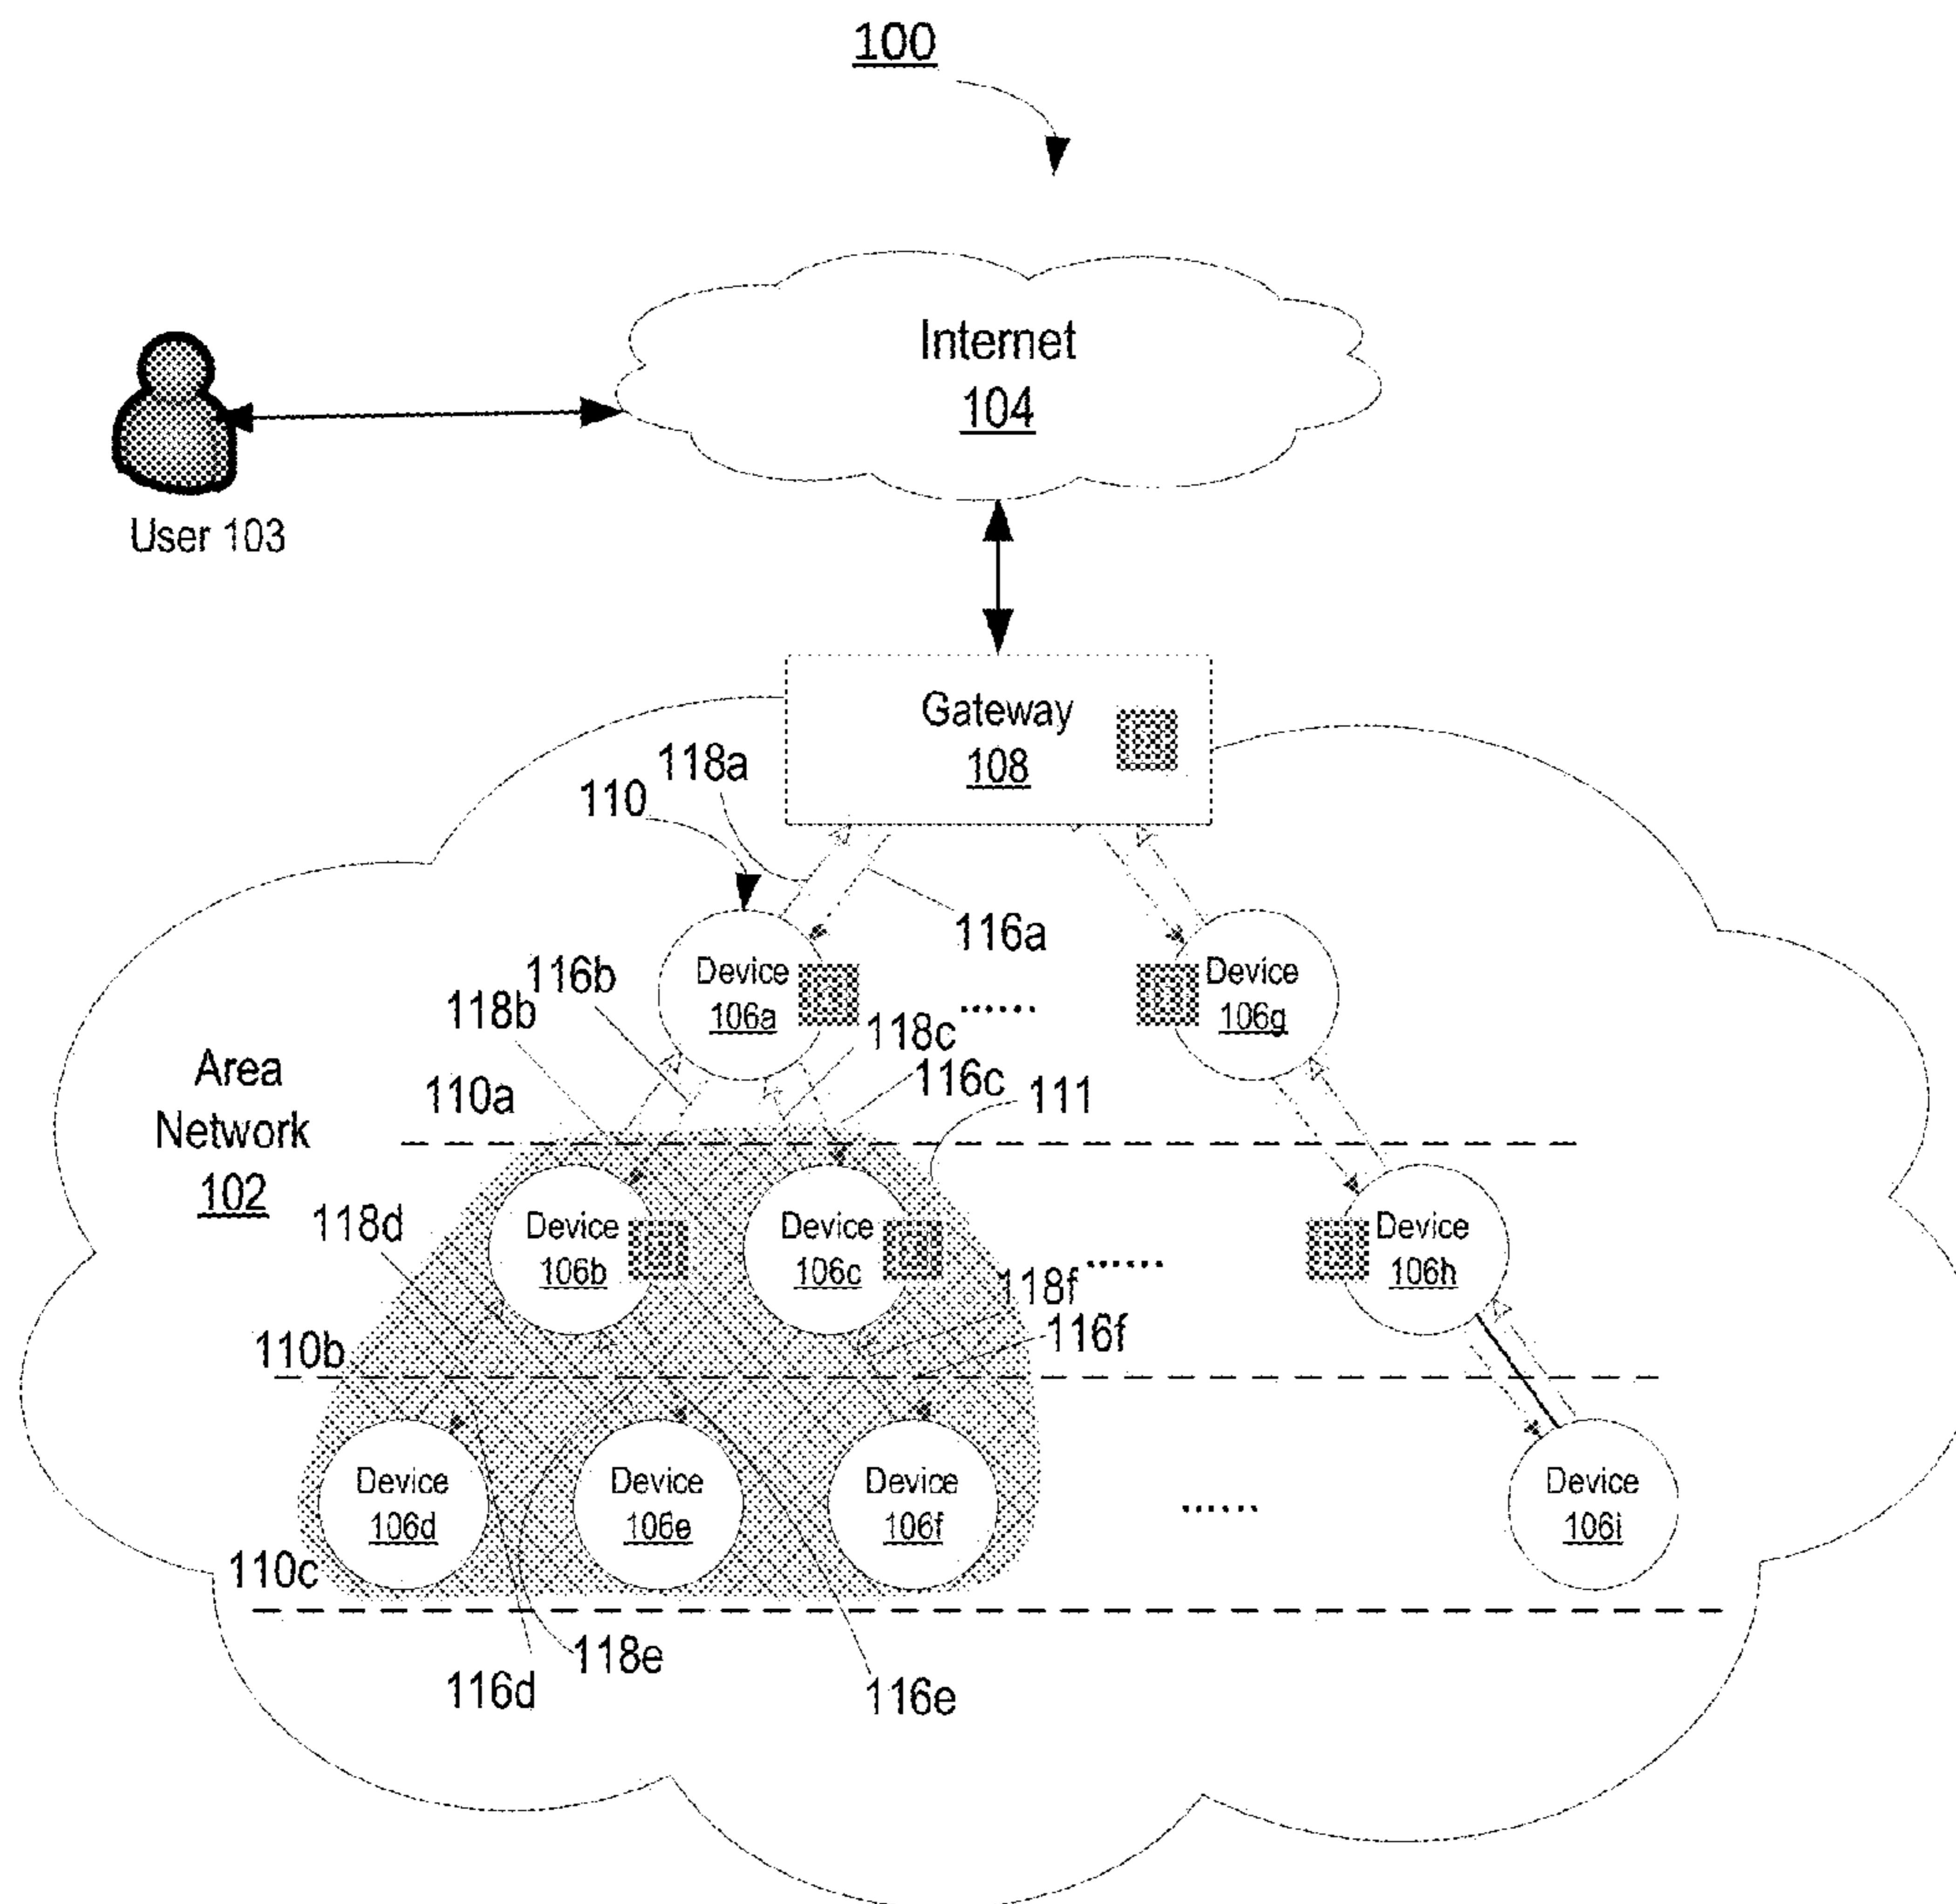 100
Internet
104
User 103
Gateway
108
118a
110
116a
Device
106a
Device
106g
116b
118b
118c
116c
111
110a
Area
Network
102
118d
Device
106b
Device
106c
Device
106h
118f
116f
110b
Device
106d
Device
106e
Device
106f
Device
106i
110c
118e
116d
116e